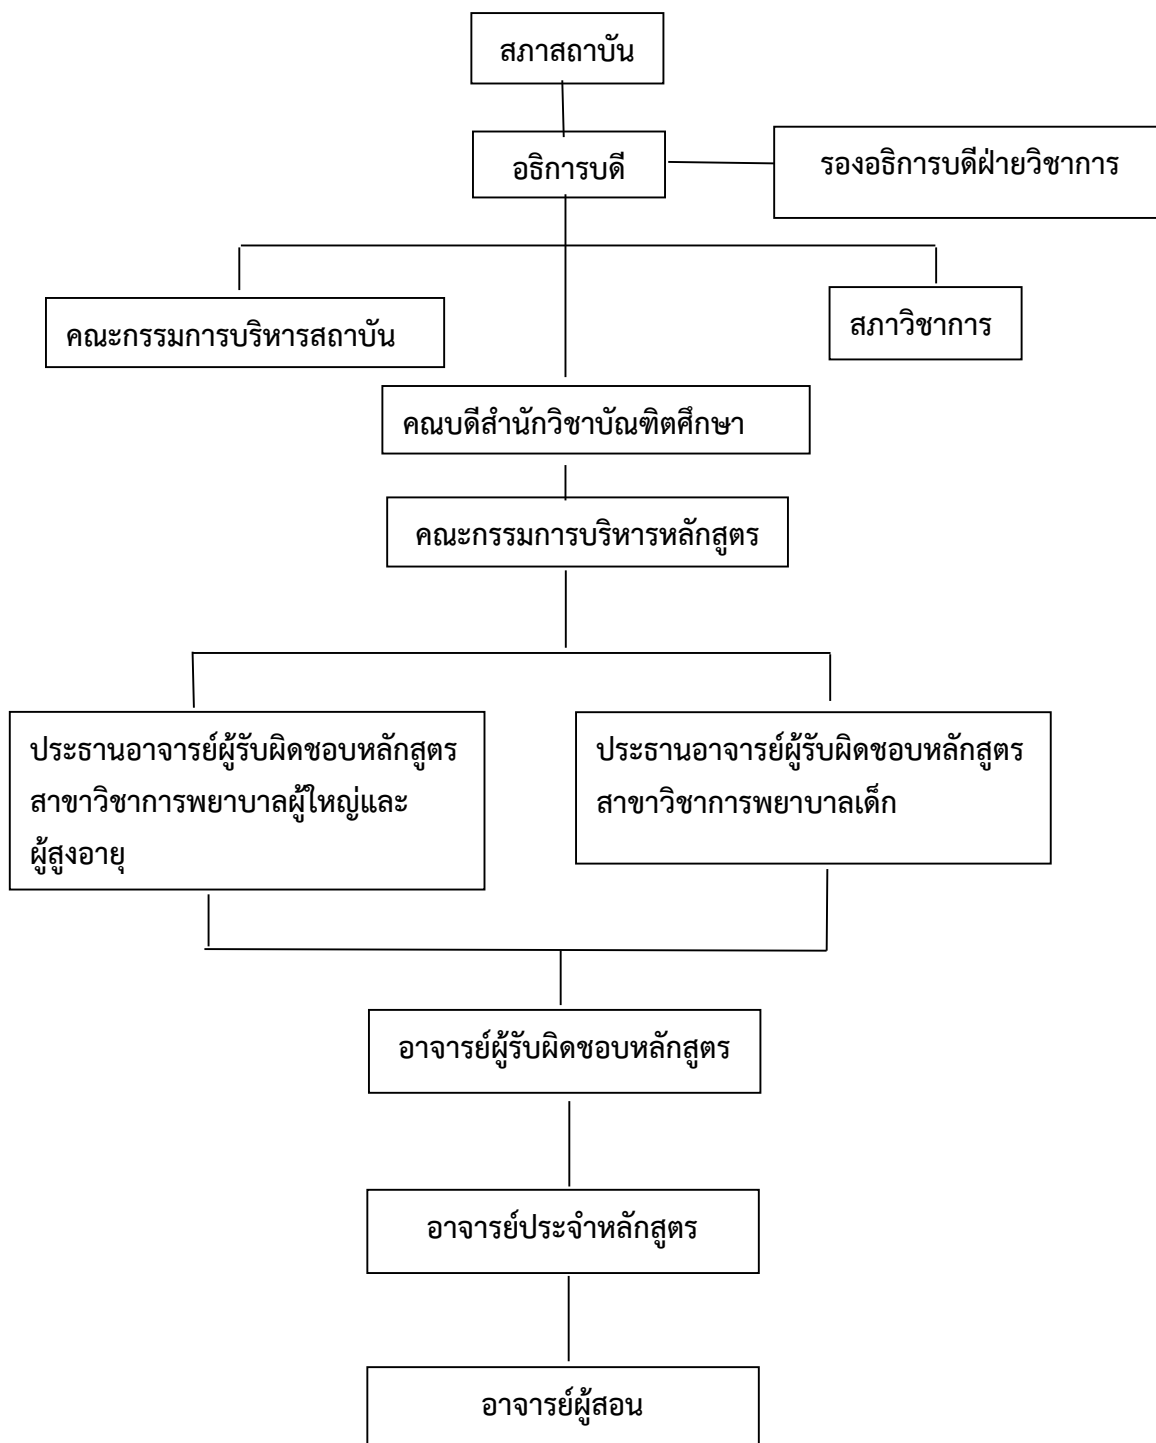 สภาสถาบัน
อธิการบดี
รองอธิการบดีฝ่ายวิชาการ
คณะกรรมการบริหารสถาบัน
สภาวิชาการ
คณบดีสำนักวิชาบัณฑิตศึกษา
คณะกรรมการบริหารหลักสูตร
ประธานอาจารย์ผู้รับผิดชอบหลักสูตร
สาขาวิชาการพยาบาลผู้ใหญ่และ
ผู้สูงอายุ
ประธานอาจารย์ผู้รับผิดชอบหลักสูตร
สาขาวิชาการพยาบาลเด็ก
อาจารย์ผู้รับผิดชอบหลักสูตร
อาจารย์ประจำหลักสูตร
อาจารย์ผู้สอน